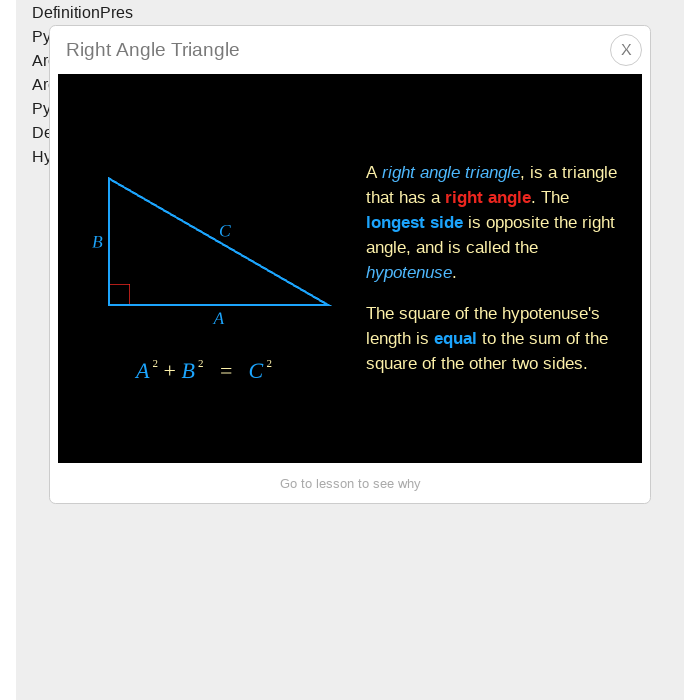 DefinitionPres
Py
Right Angle Triangle
X
Ar
Ar
Py
De
Hy
A right angle triangle, is a triangle
that has a right angle. The
longest side is opposite the right
angle, and is called the
hypotenuse.
B
C
A
The square of the hypotenuse's
length is equal to the sum of the
square of the other two sides.
A² + B² = C²
Go to lesson to see why